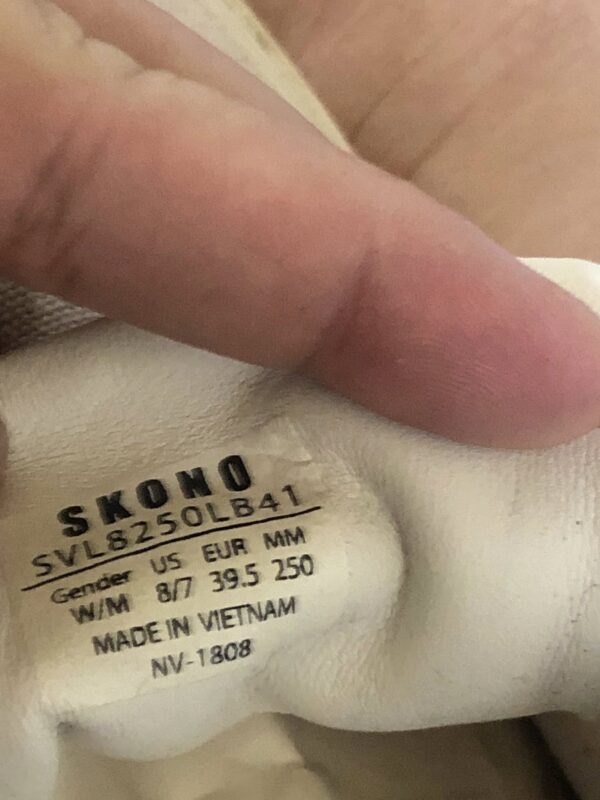 SKONO
SVL8250LB41
Gender US EUR MM
W/M 8/7 39.5 250
MADE IN VIETNAM
NV-1808